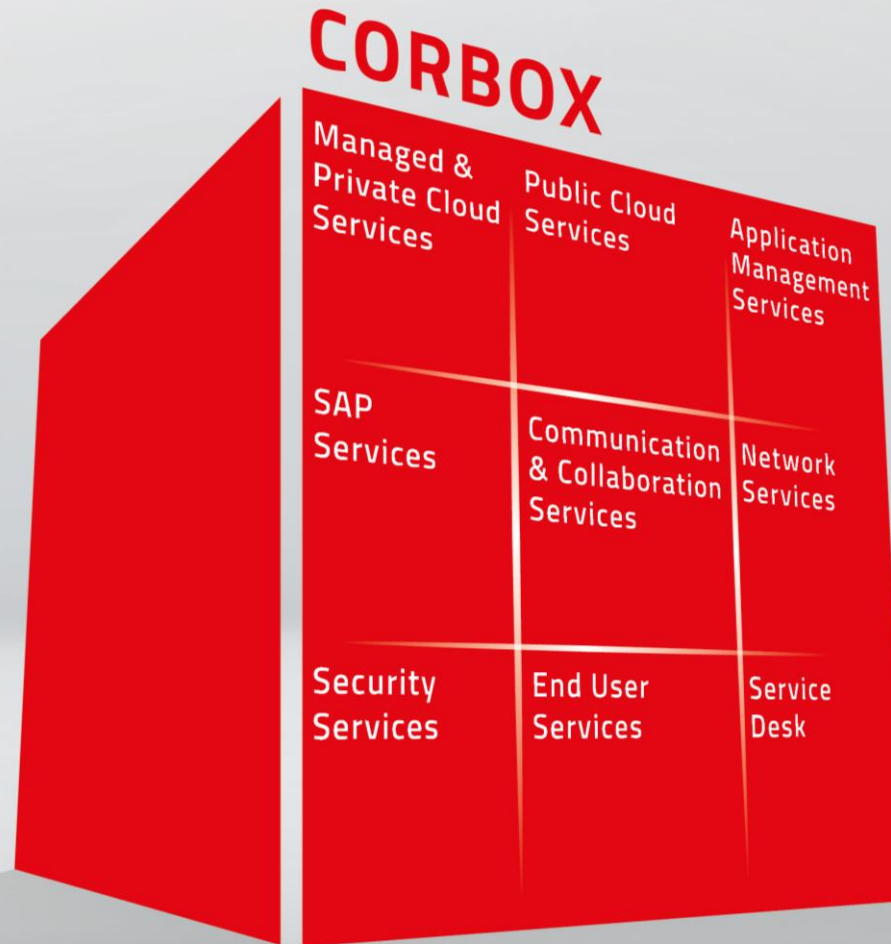 CORBOX
Managed &
Private Cloud
Services
Public Cloud
Services
Application
Management
Services
SAP
Services
Communication
& Collaboration
Services
Network
Services
Security
Services
End User
Services
Service
Desk